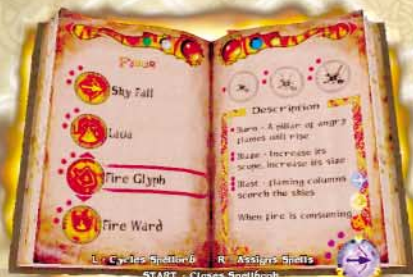 Sky Fall
Lava
Fire Glyph
Fire Ward
Description
Burn - A pillar of angry
flames will rise
Blaze - Increase its
scope, increase its size
Blast - flaming columns
scorch the skies
When fire is consuming
L - Cycles Spellorb R - Assigns Spells
START - Closes Spellbook